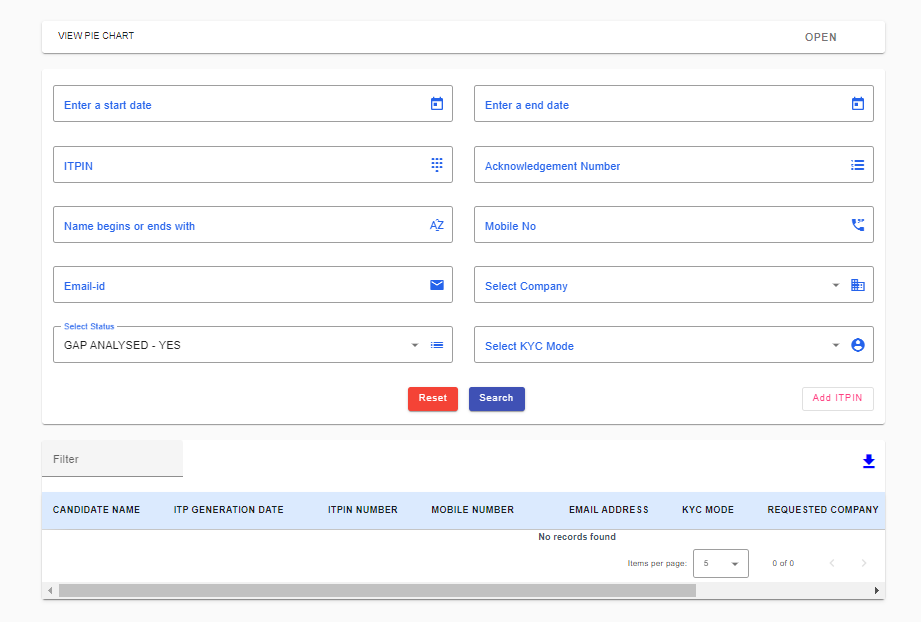 VIEW PIE CHART OPEN
Enter a start date Enter a end date
ITPIN Acknowledgement Number
Name begins or ends with AZ Mobile No
Email-id Select Company
Select Status
GAP ANALYSED - YES Select KYC Mode
Reset Search Add ITPIN
Filter
CANDIDATE NAME ITP GENERATION DATE ITPIN NUMBER MOBILE NUMBER EMAIL ADDRESS KYC MODE REQUESTED COMPANY
No records found
Items per page: 5 0 of 0